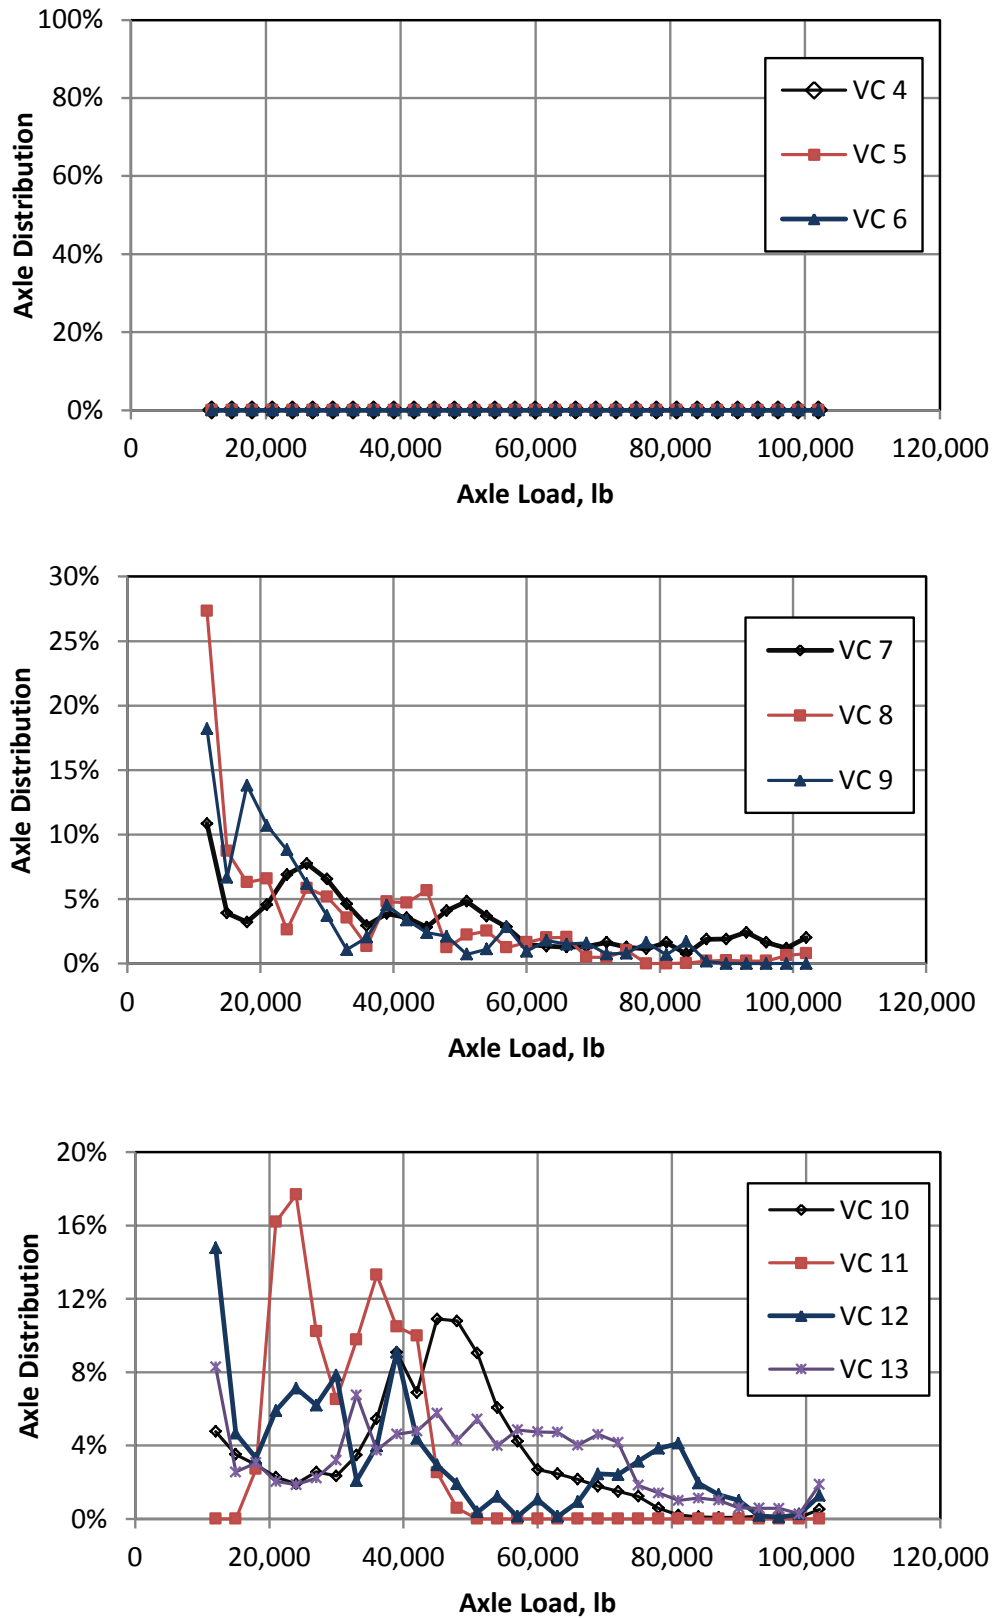 100%
80%
60%
40%
20%
0%
Axle Distribution
VC 4
VC 5
VC 6
0 20,000 40,000 60,000 80,000 100,000 120,000
Axle Load, lb
30%
25%
20%
15%
10%
5%
0%
Axle Distribution
VC 7
VC 8
VC 9
0 20,000 40,000 60,000 80,000 100,000 120,000
Axle Load, lb
20%
16%
12%
8%
4%
0%
Axle Distribution
VC 10
VC 11
VC 12
VC 13
0 20,000 40,000 60,000 80,000 100,000 120,000
Axle Load, lb